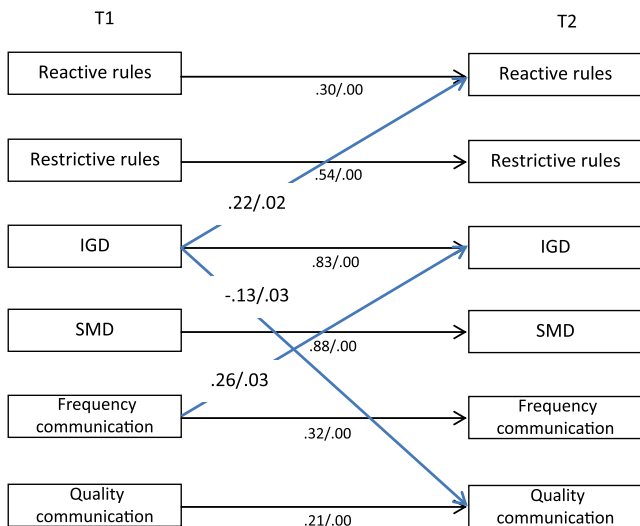 T1
T2
Reactive rules
Reactive rules
.30/.00
Restrictive rules
Restrictive rules
.54/.00
.22/.02
IGD
IGD
.83/.00
-.13/.03
SMD
SMD
.88/.00
.26/.03
Frequency
communication
Frequency
communication
.32/.00
Quality
communication
Quality
communication
.21/.00